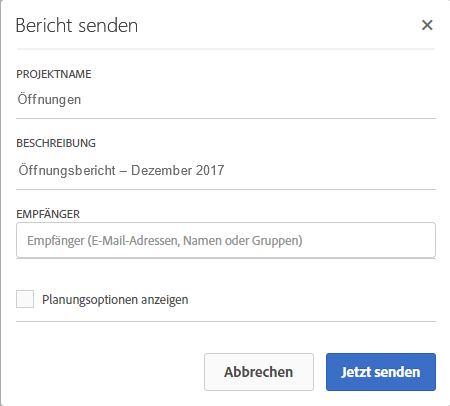 Bericht senden
PROJEKTNAME
Öffnungen
BESCHREIBUNG
Öffnungsbericht – Dezember 2017
EMPFÄNGER
Empfänger (E-Mail-Adressen, Namen oder Gruppen)
Planungsoptionen anzeigen
Abbrechen Jetzt senden